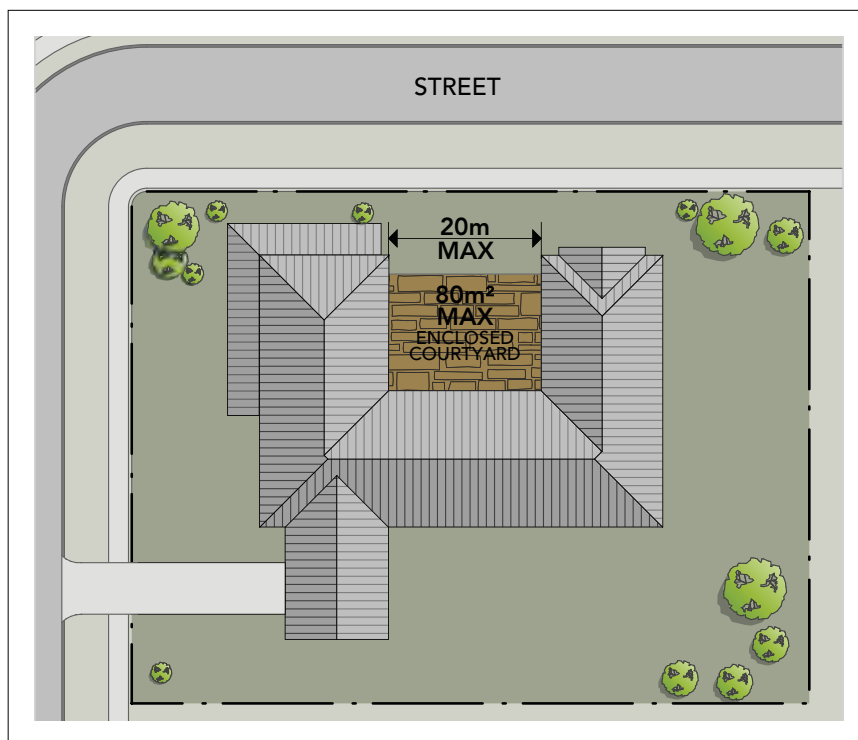 STREET
20m
MAX
80m²
MAX
ENCLOSED
COURTYARD